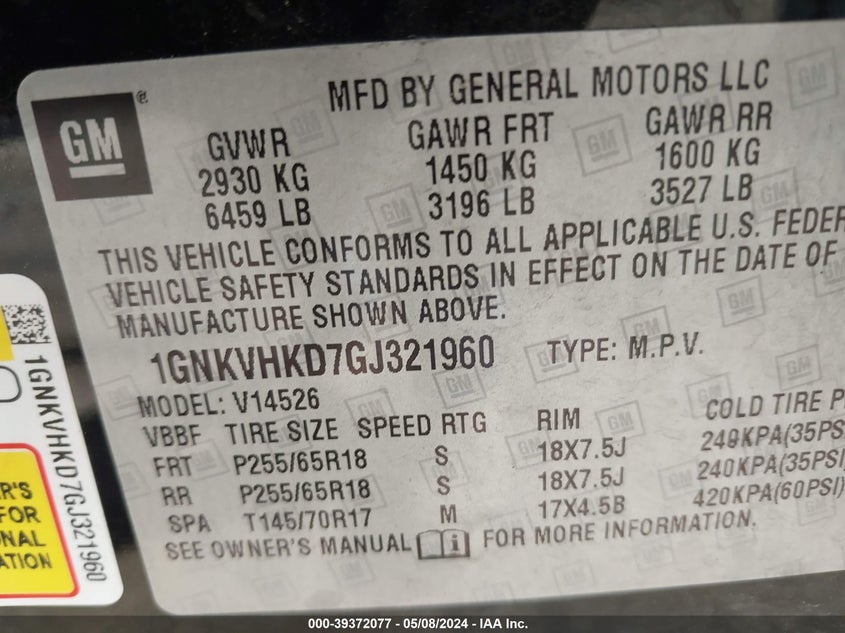 MFD BY GENERAL MOTORS LLC
GM ®
GVWR GAWR FRT GAWR RR
2930 KG 1450 KG 1600 KG
6459 LB 3196 LB 3527 LB
THIS VEHICLE CONFORMS TO ALL APPLICABLE U.S. FEDER
VEHICLE SAFETY STANDARDS IN EFFECT ON THE DATE OF
MANUFACTURE SHOWN ABOVE.
1GNKVHKD7GJ321960 TYPE: M.P.V.
MODEL: V14526
VBBF TIRE SIZE SPEED RTG RIM COLD TIRE P
FRT P255/65R18 S 18X7.5J 240KPA(35PS
RR P255/65R18 S 18X7.5J 240KPA(35PSI
SPA T145/70R17 M 17X4.5B 420KPA(60PSI)
SEE OWNER'S MANUAL i FOR MORE INFORMATION.
1GNKVHKD7GJ321960
R'S
FOR
NAL
ATION
000-39372077 - 05/08/2024 - IAA Inc.